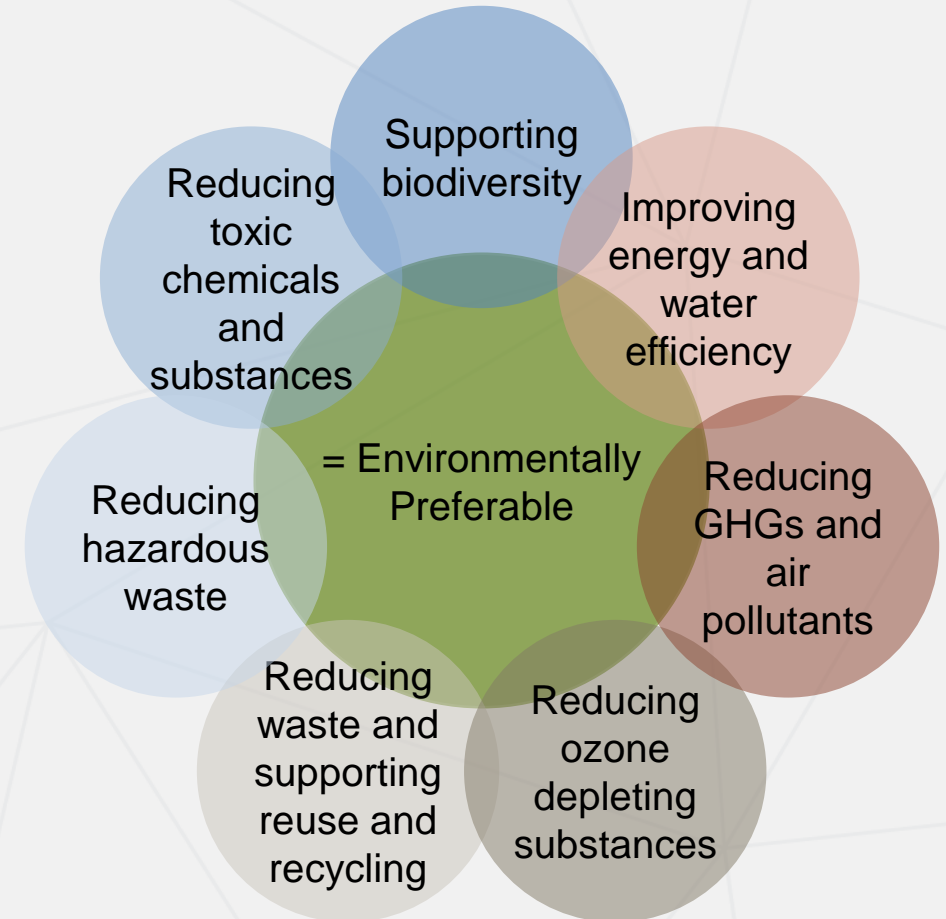 Supporting
biodiversity
Improving
energy and
water
efficiency
Reducing
GHGs and
air
pollutants
Reducing
ozone
depleting
substances
Reducing
waste and
supporting
reuse and
recycling
Reducing
hazardous
waste
Reducing
toxic
chemicals
and
substances
= Environmentally
Preferable